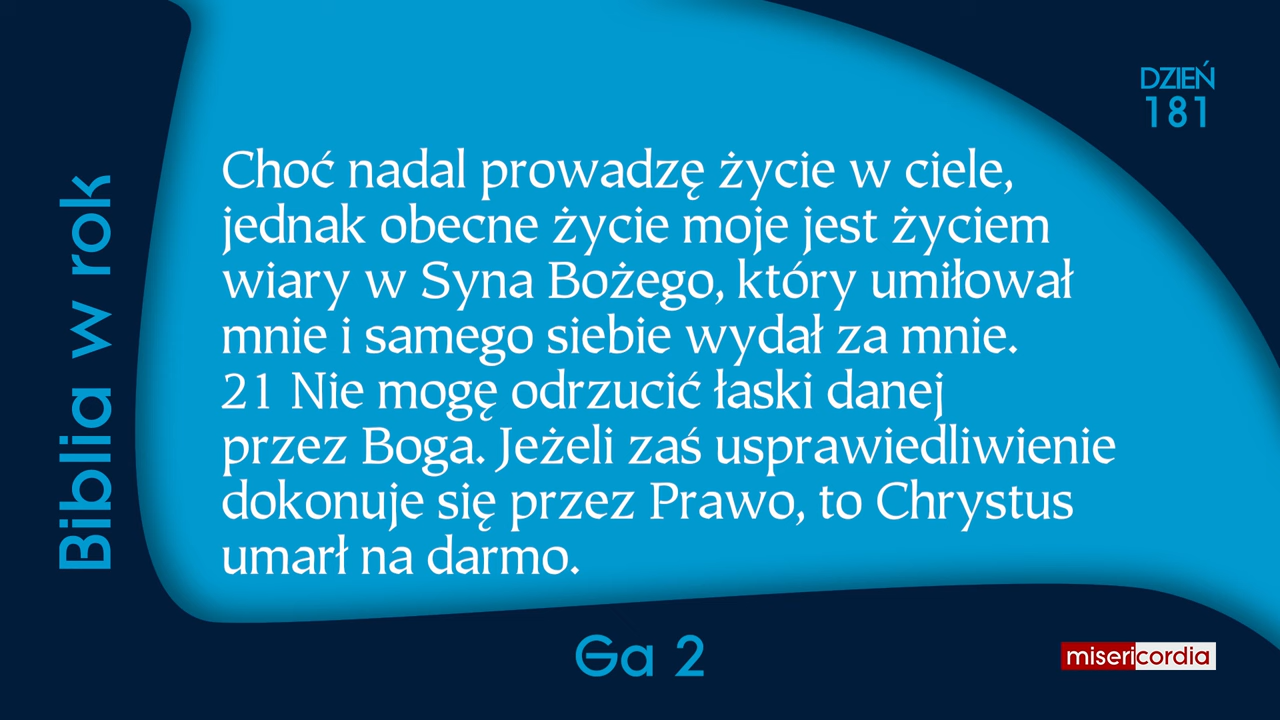 DZIEŃ
181
Biblia w rok
Choć nadal prowadzę życie w ciele,
jednak obecne życie moje jest życiem
wiary w Syna Bożego, który umiłował
mnie i samego siebie wydał za mnie.
21 Nie mogę odrzucić łaski danej
przez Boga. Jeżeli zaś usprawiedliwienie
dokonuje się przez Prawo, to Chrystus
umarł na darmo.
Ga 2
misericordia